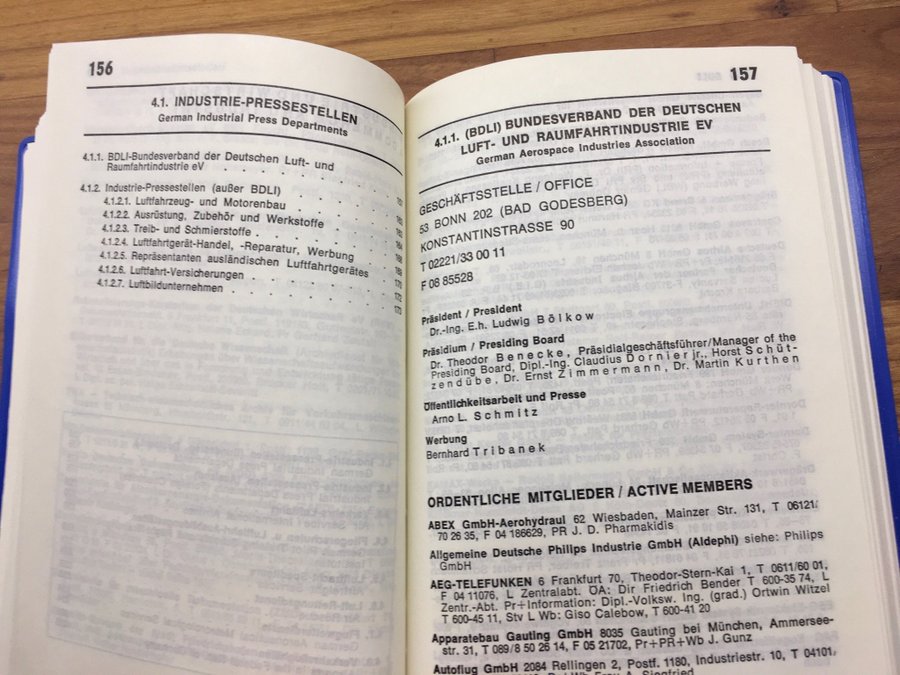 156
4.1. INDUSTRIE-PRESSESTELLEN
German Industrial Press Departments
4.1.1. BDLI-Bundesverband der Deutschen Luft- und
Raumfahrtindustrie eV . . . . . . . 157
4.1.2. Industrie-Pressestellen (außer BDLI)
4.1.2.1. Luftfahrzeug- und Motorenbau . . . . 160
4.1.2.2. Ausrüstung, Zubehör und Werkstoffe . . . 162
4.1.2.3. Treib- und Schmierstoffe . . . . . 164
4.1.2.4. Luftfahrtgerät-Handel, -Reparatur, Werbung . . 168
4.1.2.5. Repräsentanten ausländischen Luftfahrtgerätes 169
4.1.2.6. Luftfahrt-Versicherungen . . . . . 170
4.1.2.7. Luftbildunternehmen . . . . . . 172
173
157
4.1.1. (BDLI) BUNDESVERBAND DER DEUTSCHEN
LUFT- UND RAUMFAHRTINDUSTRIE EV
German Aerospace Industries Association
GESCHÄFTSSTELLE / OFFICE
53 BONN 202 (BAD GODESBERG)
KONSTANTINSTRASSE 90
T 02221/33 00 11
F 08 85528
Präsident / President
Dr.-Ing. E.h. Ludwig Bölkow
Präsidium / Presiding Board
Dr. Theodor Benecke, Präsidialgeschäftsführer/Manager of the
Presiding Board, Dipl.-Ing. Claudius Dornier jr., Horst Schüt-
zendübe, Dr. Ernst Zimmermann, Dr. Martin Kurthen
Öffentlichkeitsarbeit und Presse
Arno L. Schmitz
Werbung
Bernhard Tribanek
ORDENTLICHE MITGLIEDER / ACTIVE MEMBERS
ABEX GmbH-Aerohydraul 62 Wiesbaden, Mainzer Str. 131, T 06121/
70 26 35, F 04 186629, PR J. D. Pharmakidis
Allgemeine Deutsche Philips Industrie GmbH (Aldephi) siehe: Philips
GmbH
AEG-TELEFUNKEN 6 Frankfurt 70, Theodor-Stern-Kai 1, T 0611/60 01,
F 04 11076, L Zentralabt. ÖA: Dir Friedrich Bender T 600-35 74, L
Zentr.-Abt. Pr+Information: Dipl.-Volksw. Ing. (grad.) Ortwin Witzel
T 600-45 11, Stv L Wb: Giso Calebow, T 600-41 20
Apparatebau Gauting GmbH 8035 Gauting bei München, Ammersee-
str. 31, T 089/8 50 26 14, F 05 21702, Pr+PR+Wb J. Gunz
Autoflug GmbH 2084 Rellingen 2, Postf. 1180, Industriestr. 10, T 04101/
Frau A. Siegfried